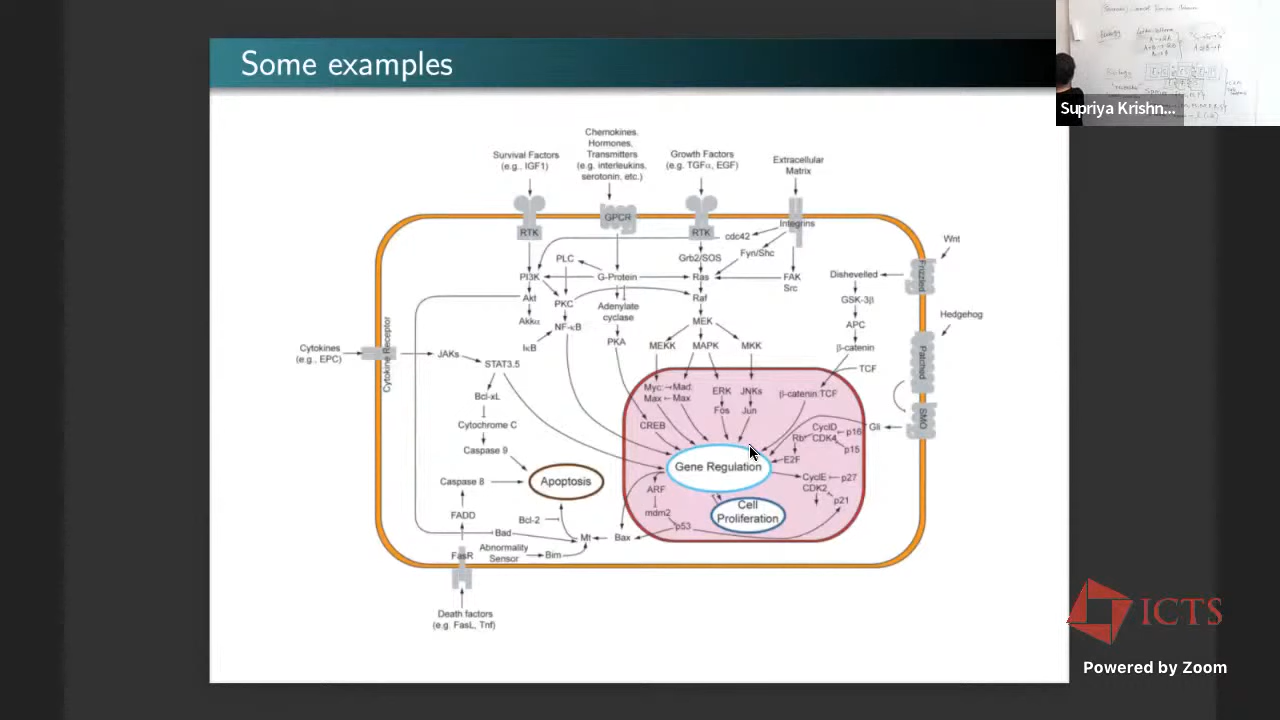 Some examples
Supriya Krishn...
Survival Factors
(e.g., IGF1)
Chemokines,
Hormones,
Transmitters
(e.g. interleukins,
serotonin, etc.)
Growth Factors
(e.g. TGFα, EGF)
Extracellular
Matrix
RTK
GPCR
RTK
Integrins
cdc42
Wnt
Grb2/SOS
Fyn/Shc
PLC
PI3K
G-Protein
Ras
FAK
Src
Dishevelled
Frizzled
Akt
PKC
Adenylate
cyclase
Raf
GSK-3β
Hedgehog
Akkα
NF-κB
MEK
APC
IκB
PKA
MEKK
MAPK
MKK
β-catenin
Cytokines
(e.g., EPC)
Cytokine Receptor
JAKs
STAT3.5
TCF
Patched
Bcl-xL
Myc:→Mad:
Max ← Max
ERK
JNKs
β-catenin:TCF
Fos
Jun
Cytochrome C
CREB
CycID
CDK4
p16
p15
Rb
Gli
SMO
Caspase 9
E2F
Gene Regulation
Caspase 8
Apoptosis
ARF
CyclE
CDK2
p27
p21
FADD
Bcl-2
mdm2
Cell
Proliferation
p53
Bad
Mt
Bax
FasR
Abnormality
Sensor
Bim
Death factors
(e.g. FasL, Tnf)
ICTS
Powered by Zoom